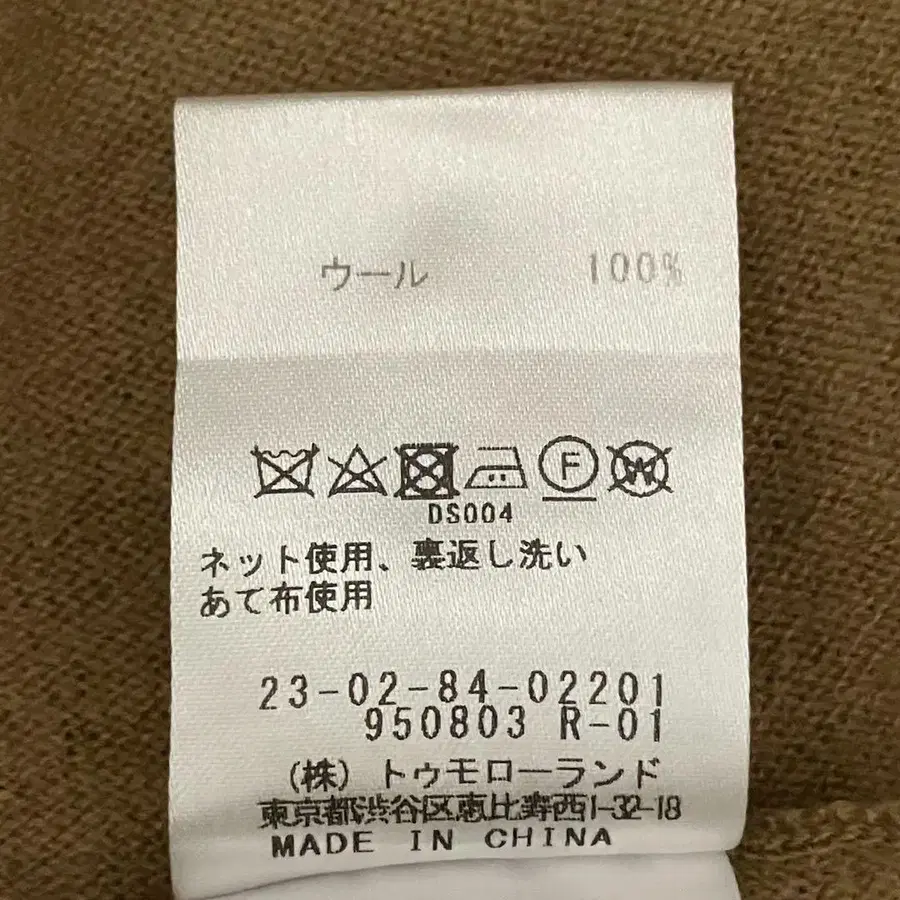 ウール 100%
F W
DS004
ネット使用、裏返し洗い
あて布使用
23-02-84-02201
950803 R-01
(株)トゥモローランド
東京都渋谷区恵比寿西1-32-18
MADE IN CHINA